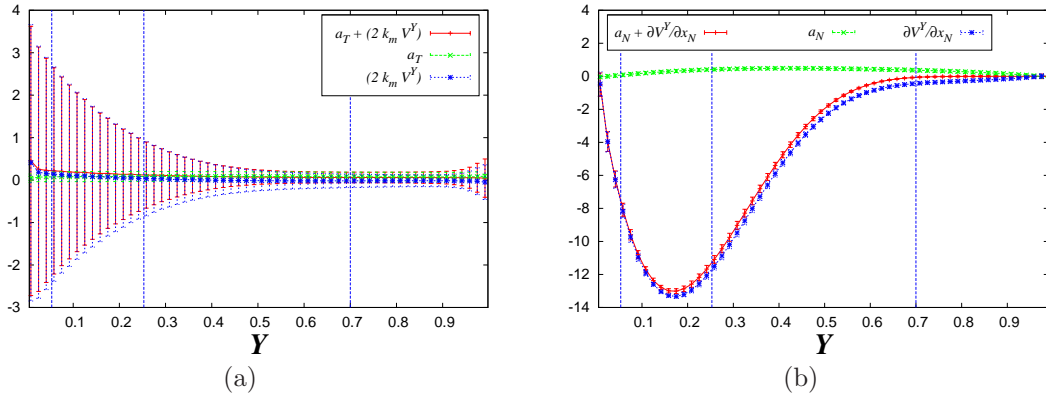 a_T + (2 k_m V^Y)
a_T
(2 k_m V^Y)
4
3
2
1
0
-1
-2
-3
0.1 0.2 0.3 0.4 0.5 0.6 0.7 0.8 0.9
Y
(a)
a_N + ∂V^Y/∂x_N a_N ∂V^Y/∂x_N
0
-2
-4
-6
-8
-10
-12
-14
0.1 0.2 0.3 0.4 0.5 0.6 0.7 0.8 0.9
Y
(b)